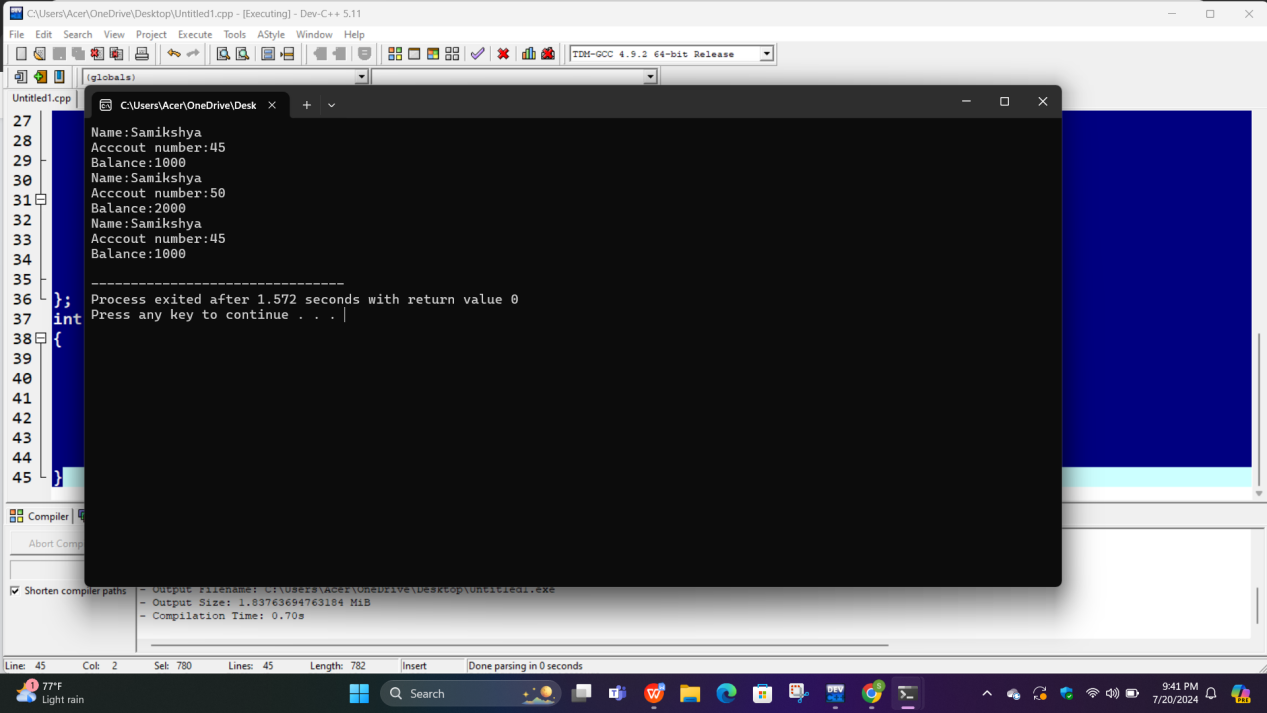 C:\Users\Acer\OneDrive\Desktop\Untitled1.cpp - [Executing] - Dev-C++ 5.11
File Edit Search View Project Execute Tools AStyle Window Help
TDM-GCC 4.9.2 64-bit Release
(globals)
Untitled1.cpp
C:\Users\Acer\OneDrive\Desk
Name:Samikshya
Acccout number:45
Balance:1000
Name:Samikshya
Acccout number:50
Balance:2000
Name:Samikshya
Acccout number:45
Balance:1000
--------------------------------
Process exited after 1.572 seconds with return value 0
Press any key to continue . . .
27
28
29
30
31
32
33
34
35
36 };
37 int
38 {
39
40
41
42
43
44
45 }
Compiler
Abort Comp
Shorten compiler paths
- Output Filename: C:\Users\Acer\OneDrive\Desktop\Untitled1.exe
- Output Size: 1.83763694763184 MiB
- Compilation Time: 0.70s
Line: 45 Col: 2 Sel: 780 Lines: 45 Length: 782 Insert Done parsing in 0 seconds
1
77°F
Light rain
Search
DEV
9:41 PM
7/20/2024
PRE